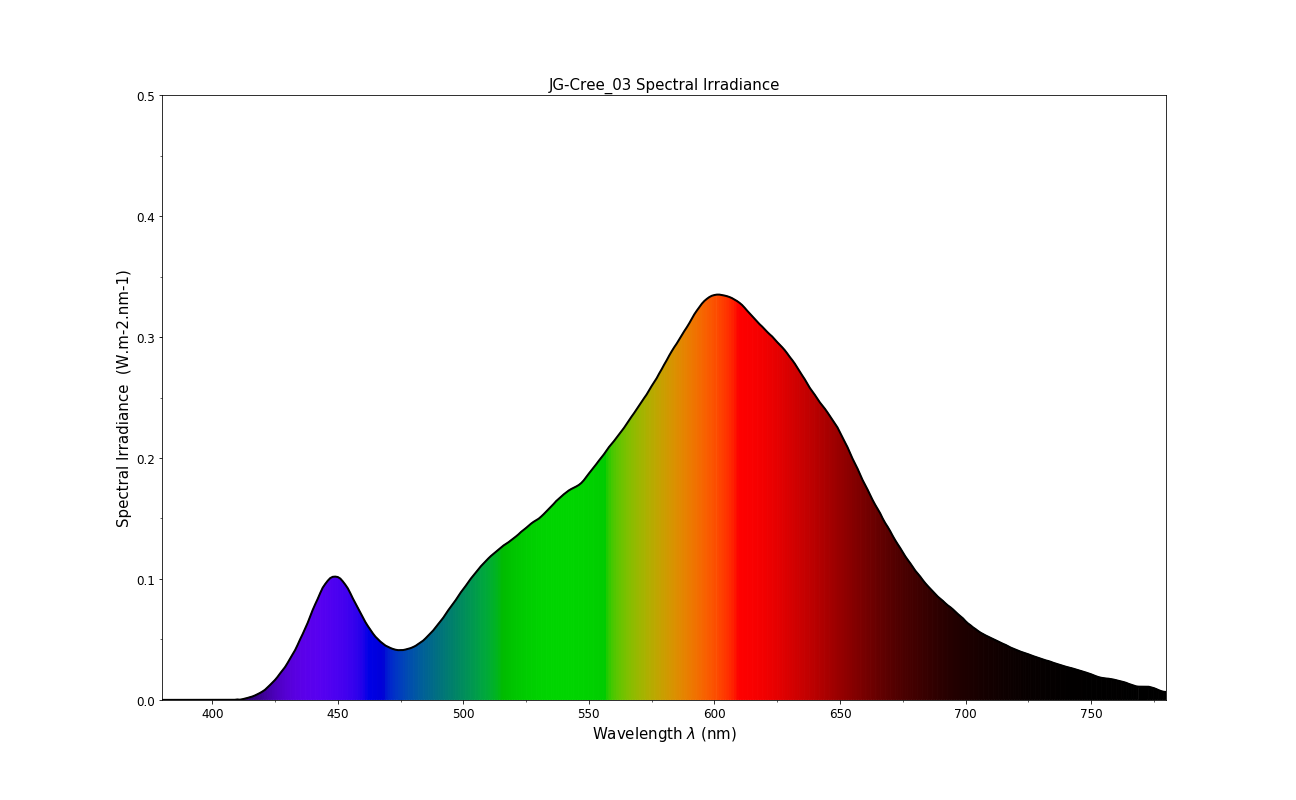 JG-Cree_03 Spectral Irradiance
0.5
0.4
0.3
0.2
0.1
0.0
Spectral Irradiance (W.m-2.nm-1)
400 450 500 550 600 650 700 750
Wavelength λ (nm)